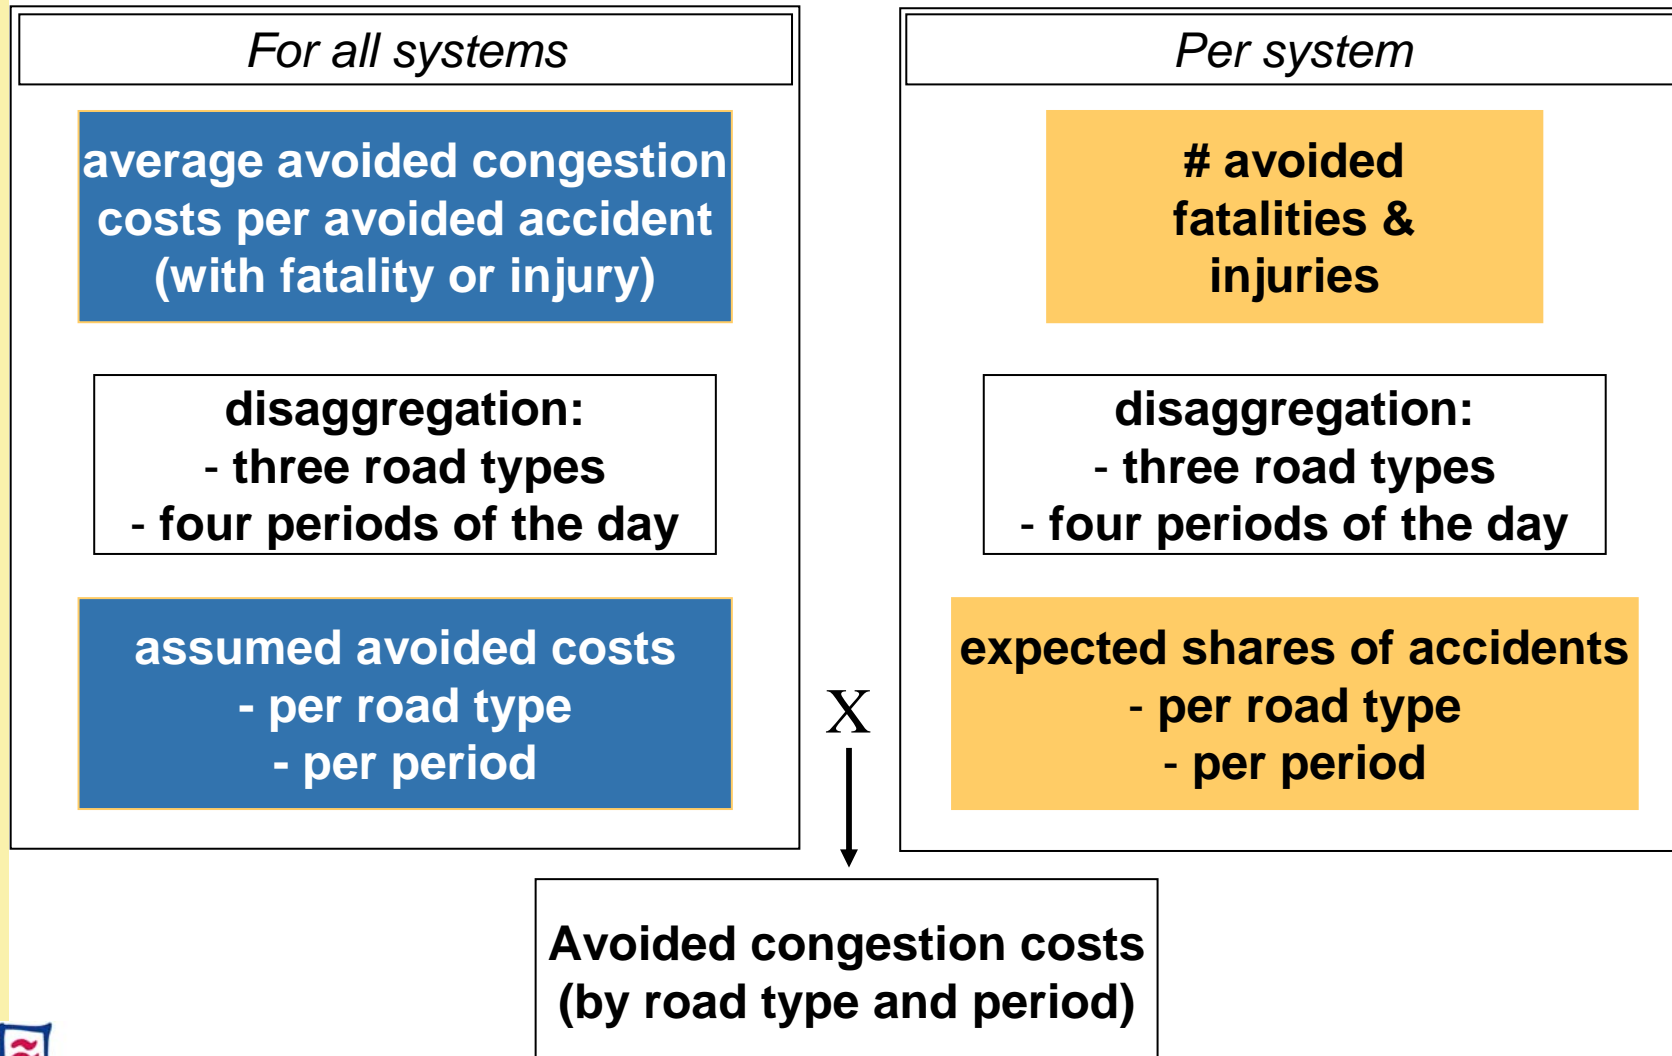 For all systems
average avoided congestion
costs per avoided accident
(with fatality or injury)
disaggregation:
- three road types
- four periods of the day
assumed avoided costs
- per road type
- per period
X
Per system
# avoided
fatalities &
injuries
disaggregation:
- three road types
- four periods of the day
expected shares of accidents
- per road type
- per period
Avoided congestion costs
(by road type and period)